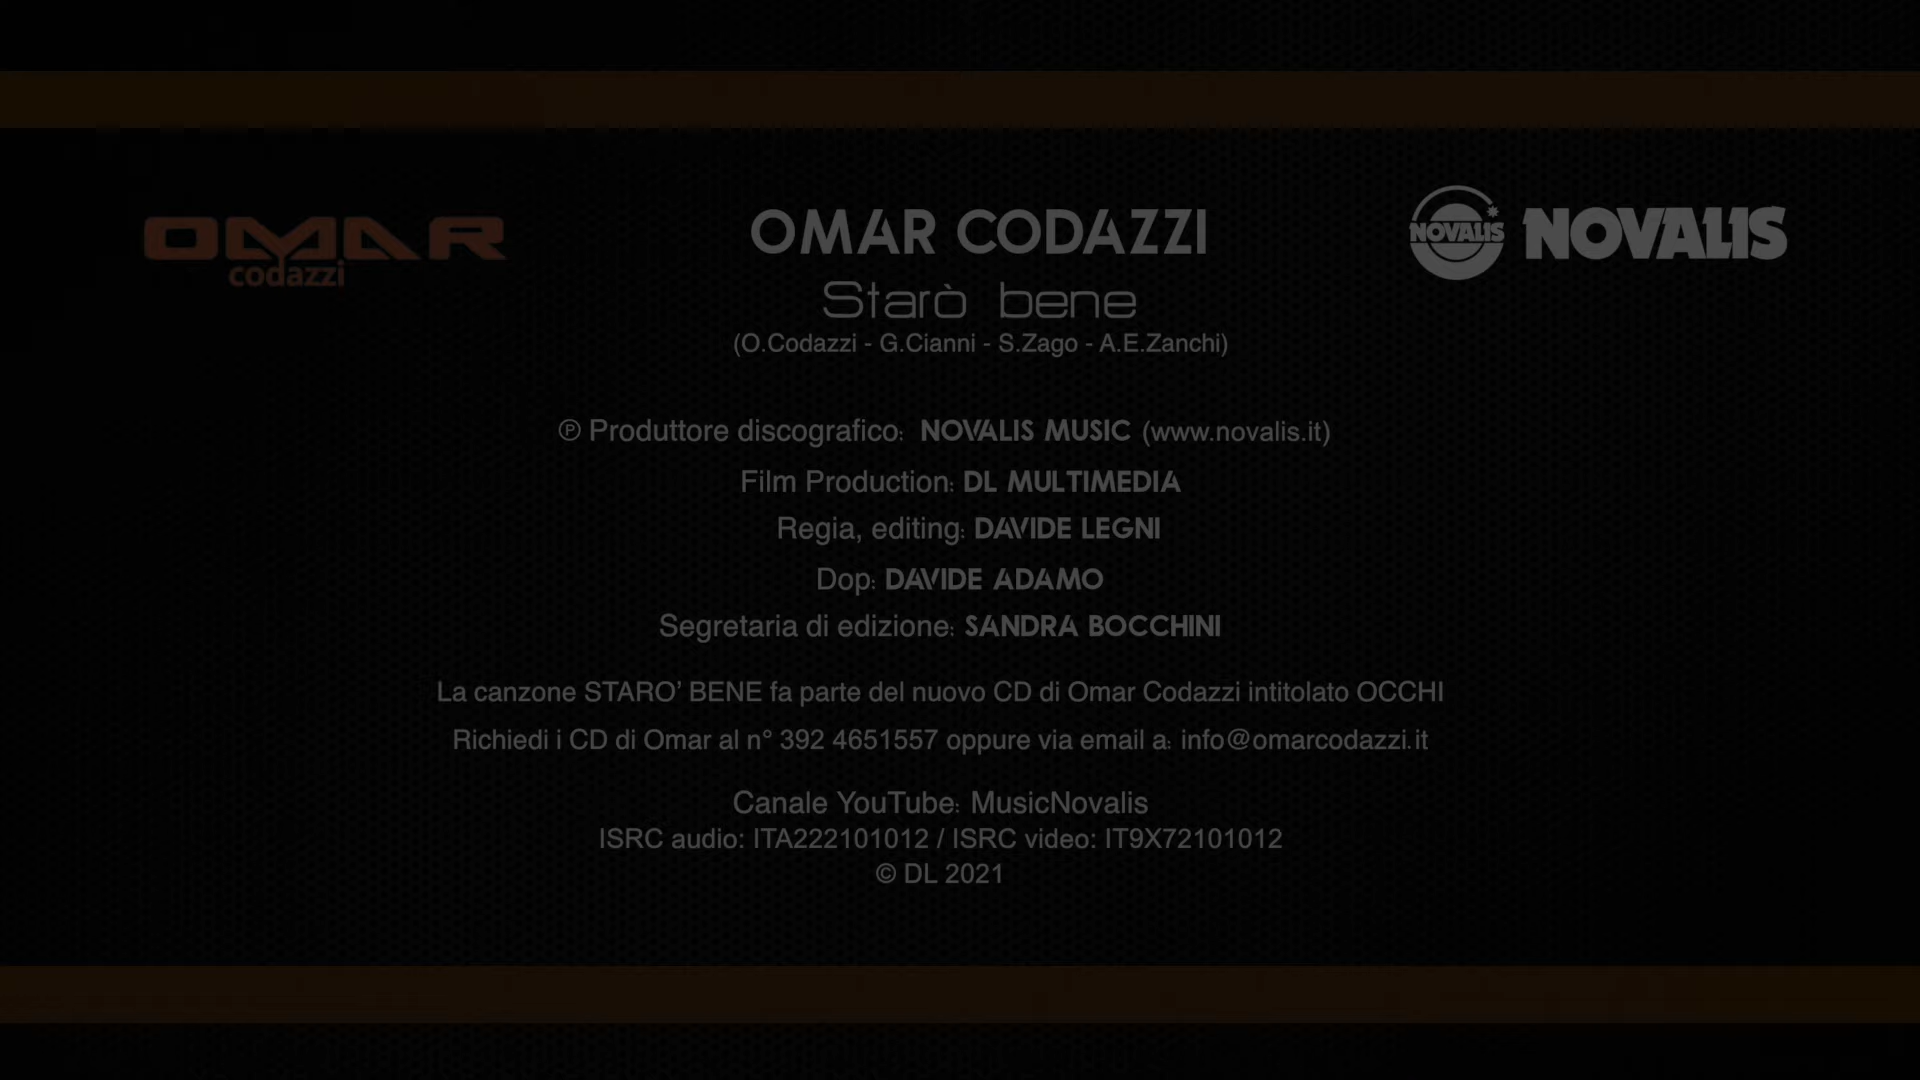 OMAR
codazzi
OMAR CODAZZI
Starò bene
(O.Codazzi - G.Cianni - S.Zago - A.E.Zanchi)
NOVALIS NOVALIS
℗ Produttore discografico: NOVALIS MUSIC (www.novalis.it)
Film Production: DL MULTIMEDIA
Regia, editing: DAVIDE LEGNI
Dop: DAVIDE ADAMO
Segretaria di edizione: SANDRA BOCCHINI
La canzone STARO’ BENE fa parte del nuovo CD di Omar Codazzi intitolato OCCHI
Richiedi i CD di Omar al n° 392 4651557 oppure via email a: info@omarcodazzi.it
Canale YouTube: MusicNovalis
ISRC audio: ITA222101012 / ISRC video: IT9X72101012
© DL 2021